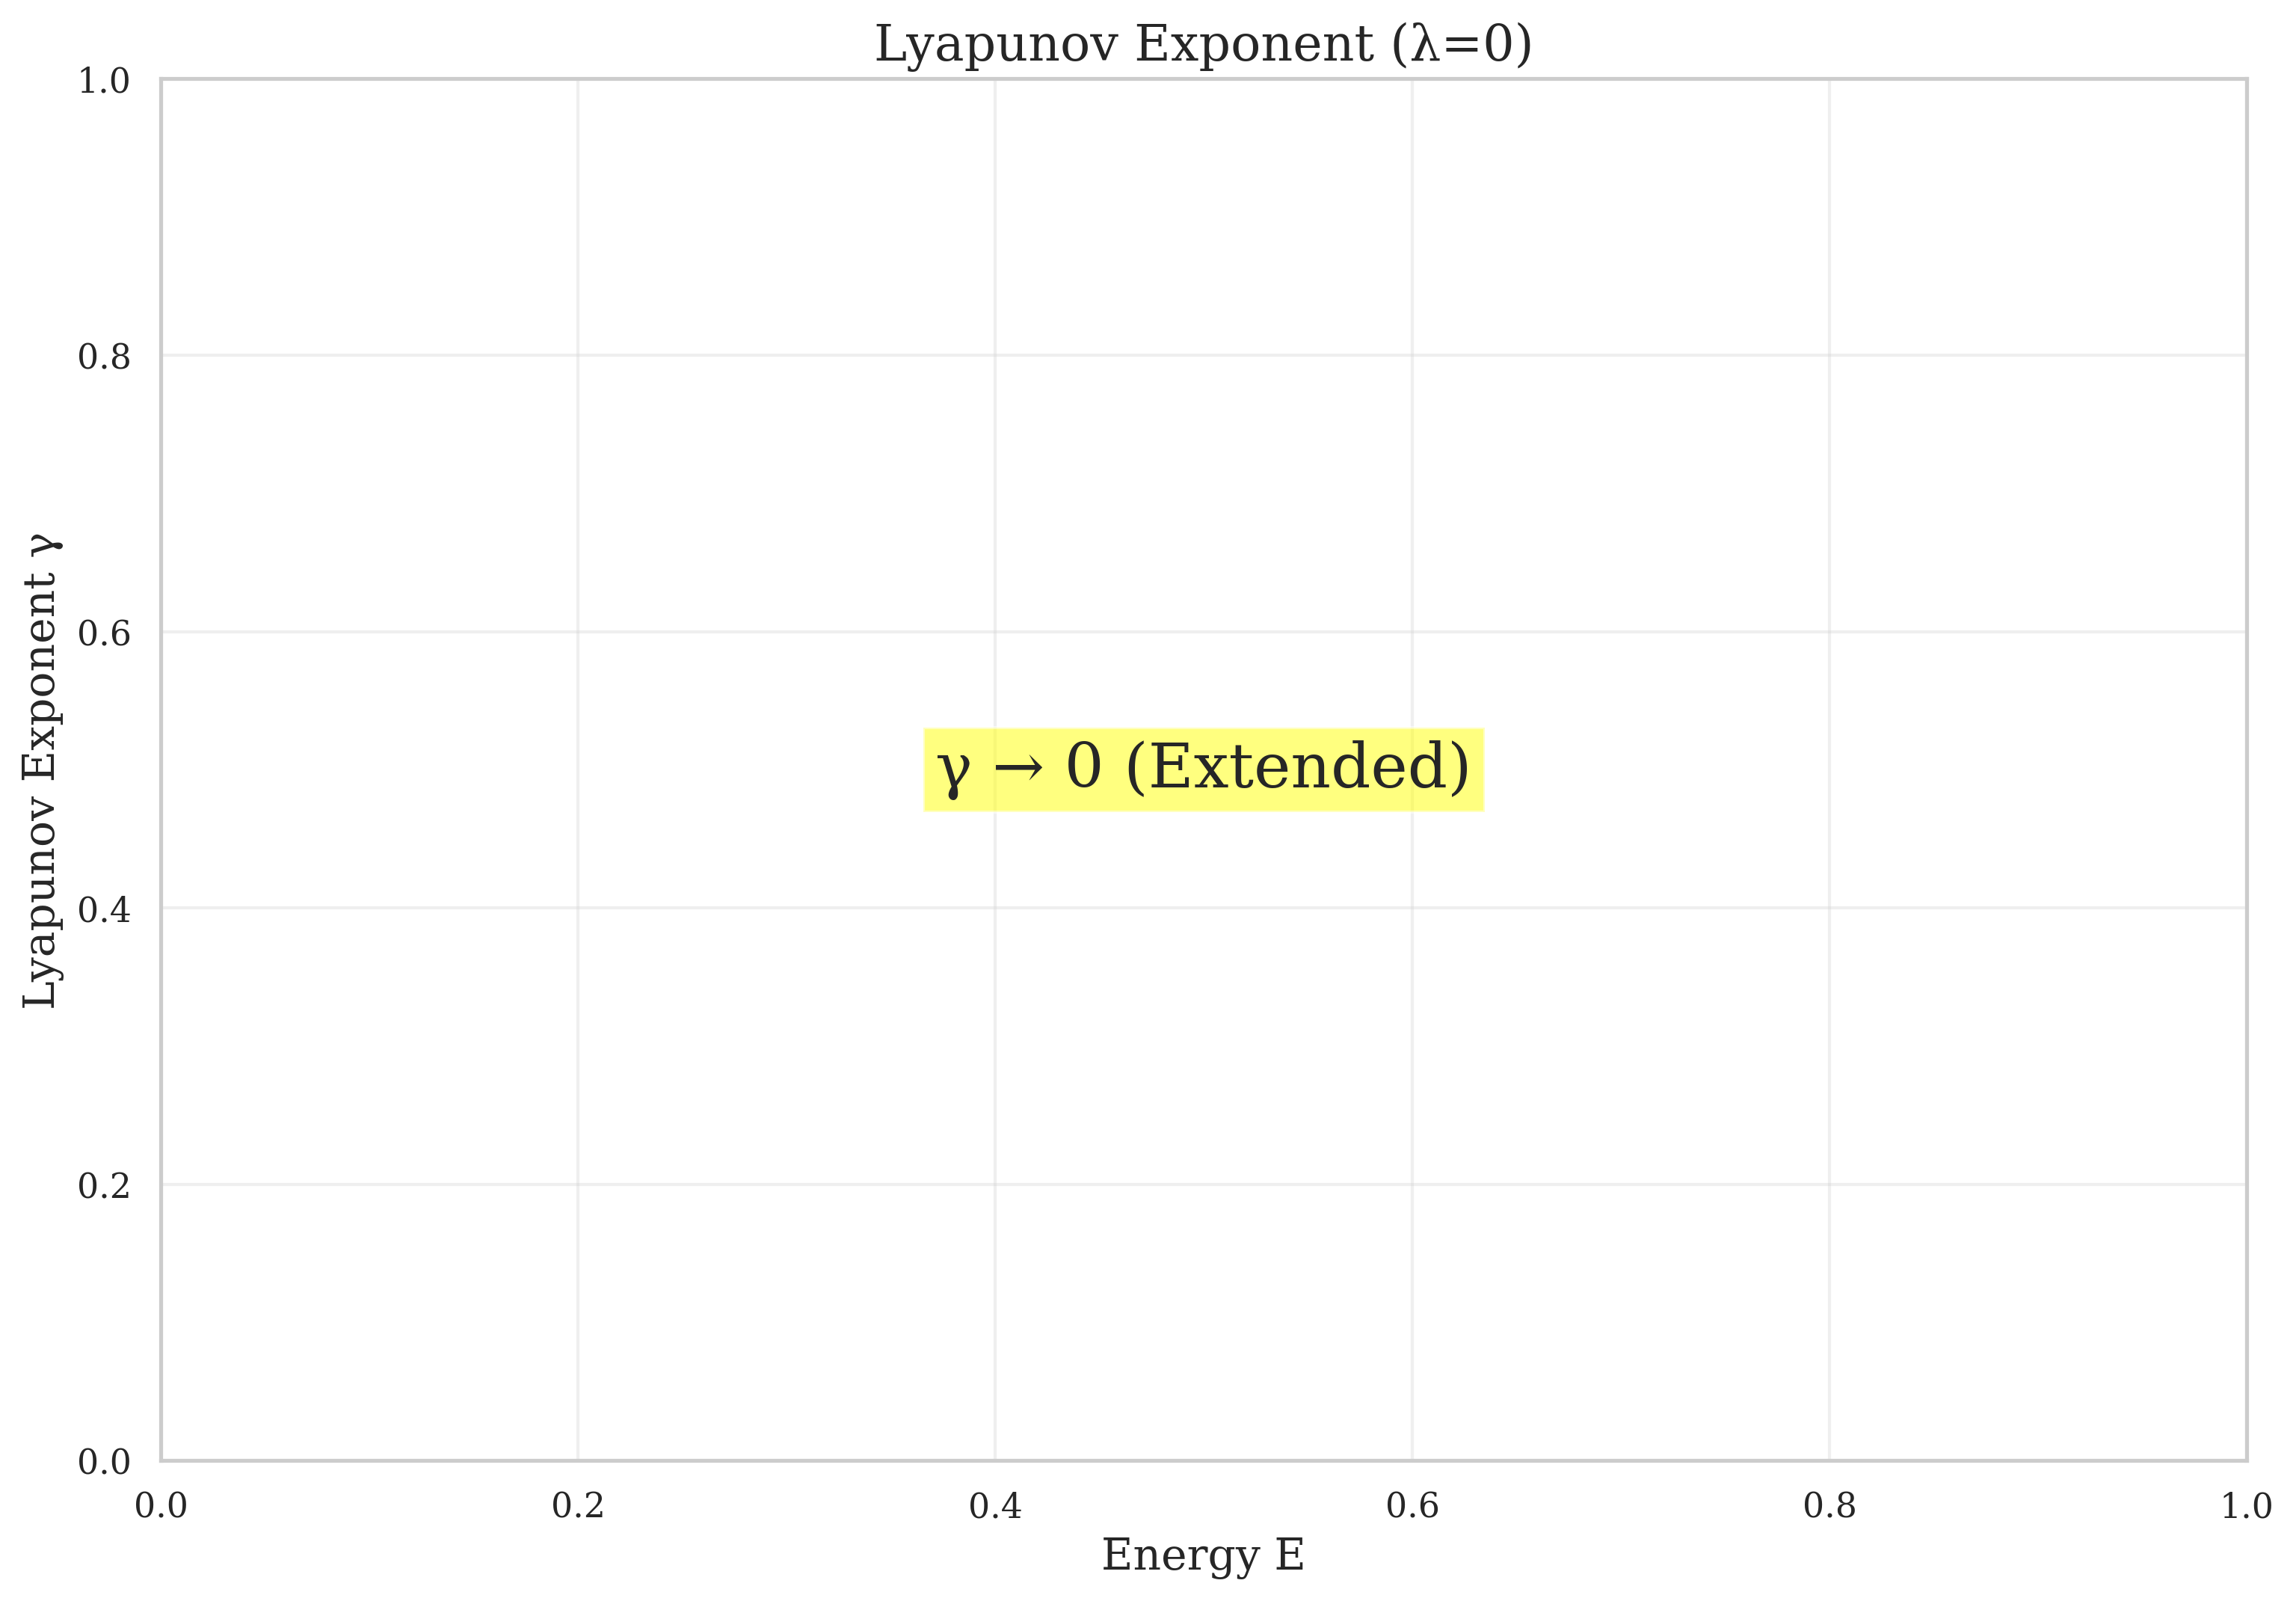 Lyapunov Exponent (λ=0)
1.0
0.8
0.6
0.4
0.2
0.0
Lyapunov Exponent γ
γ → 0 (Extended)
0.0 0.2 0.4 0.6 0.8 1.0
Energy E